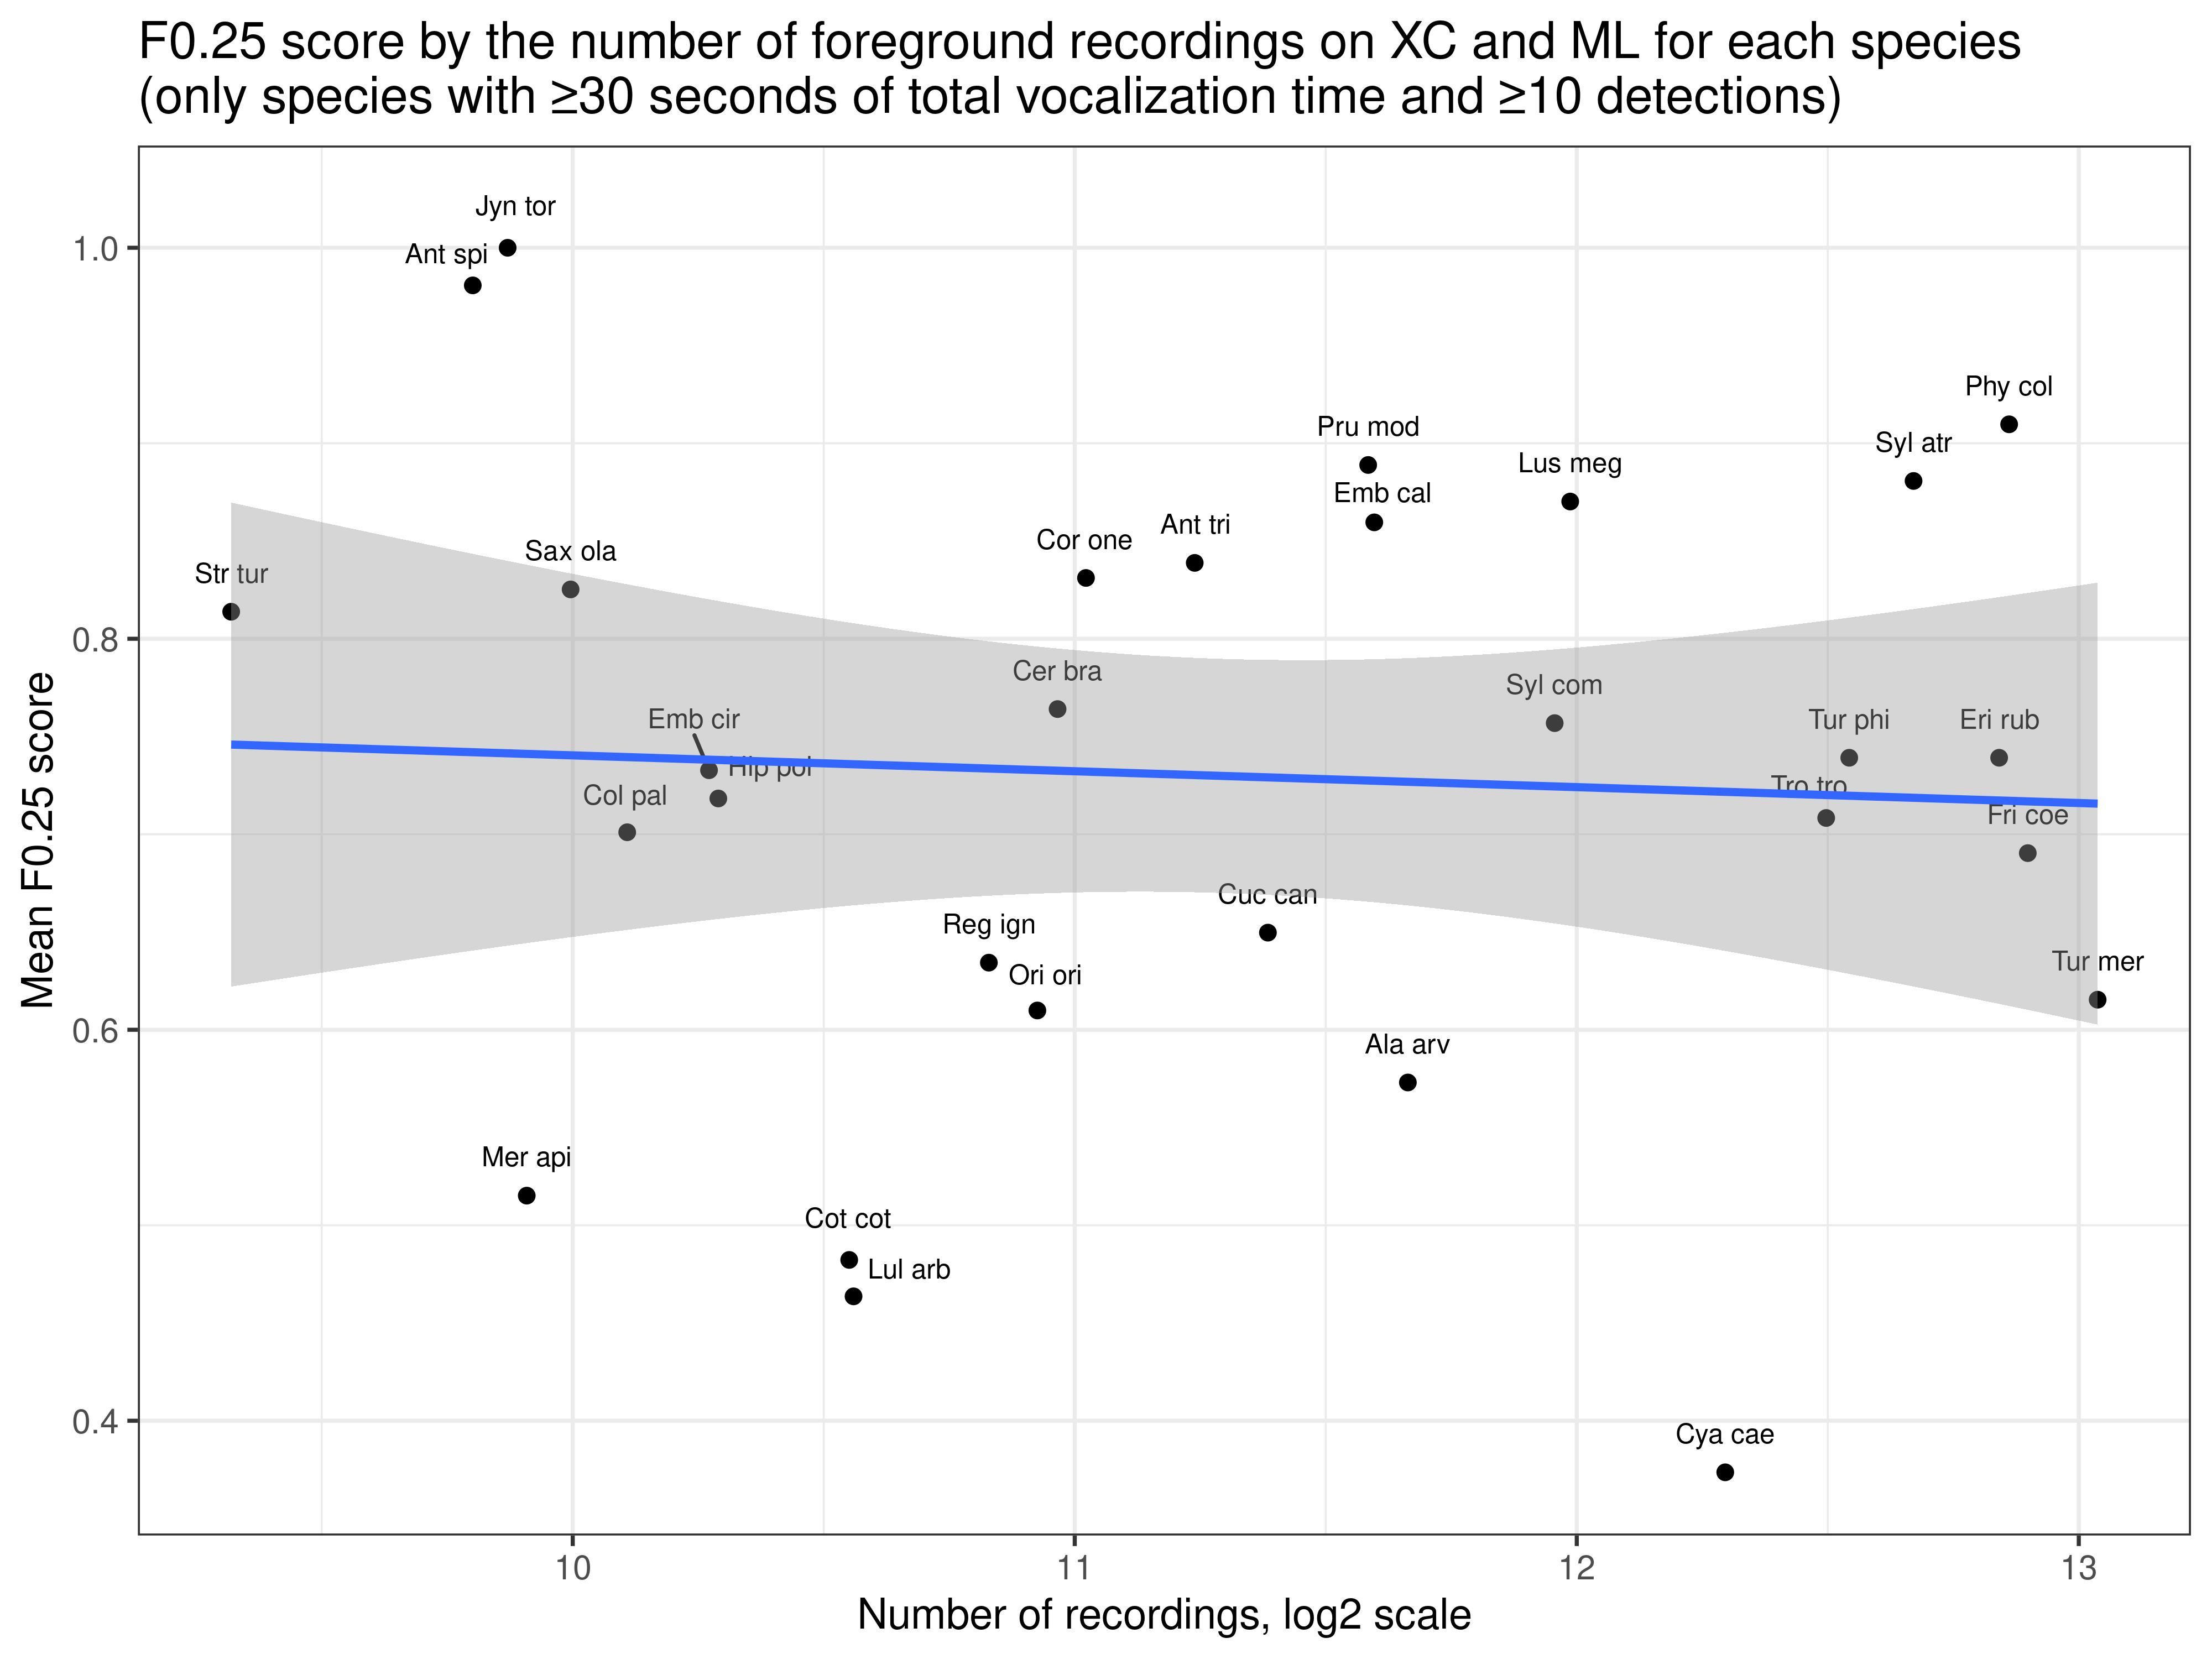 F0.25 score by the number of foreground recordings on XC and ML for each species
(only species with ≥30 seconds of total vocalization time and ≥10 detections)
Mean F0.25 score
1.0
0.8
0.6
0.4
Jyn tor
Ant spi
Phy col
Pru mod
Syl atr
Lus meg
Emb cal
Ant tri
Cor one
Sax ola
Str tur
Cer bra
Syl com
Emb cir
Tur phi
Eri rub
Hip pol
Tro tro
Col pal
Fri coe
Cuc can
Reg ign
Tur mer
Ori ori
Ala arv
Mer api
Cot cot
Lul arb
Cya cae
10
11
12
13
Number of recordings, log2 scale